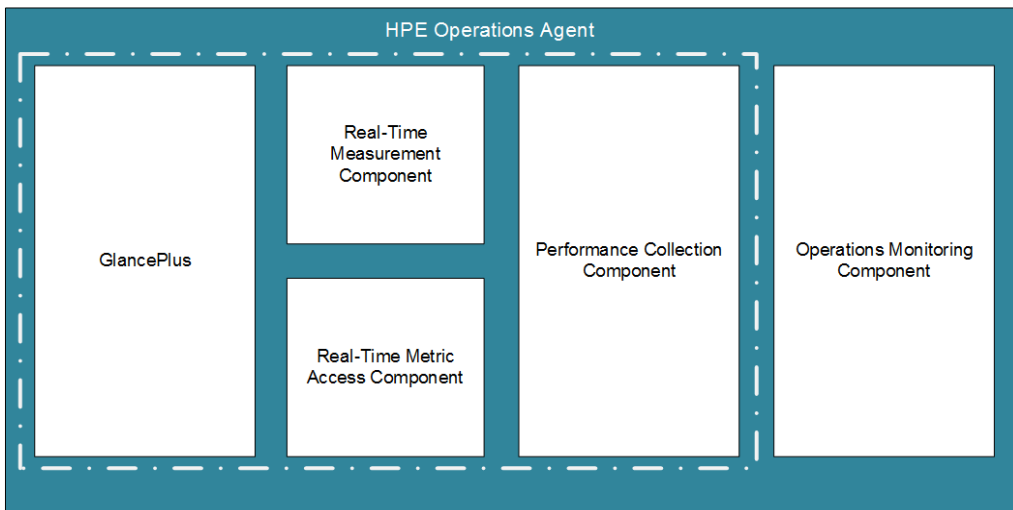 HPE Operations Agent
GlancePlus
Real-Time
Measurement
Component
Real-Time Metric
Access Component
Performance Collection
Component
Operations Monitoring
Component